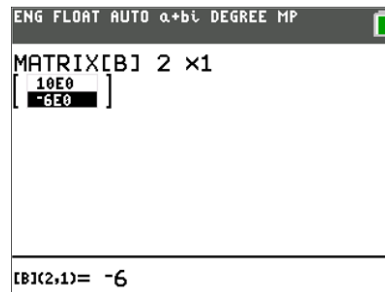 ENG FLOAT AUTO a+bi DEGREE MP
MATRIX[B] 2 ×1
[ 10E0 ]
[ -6E0 ]
[B](2,1)= -6